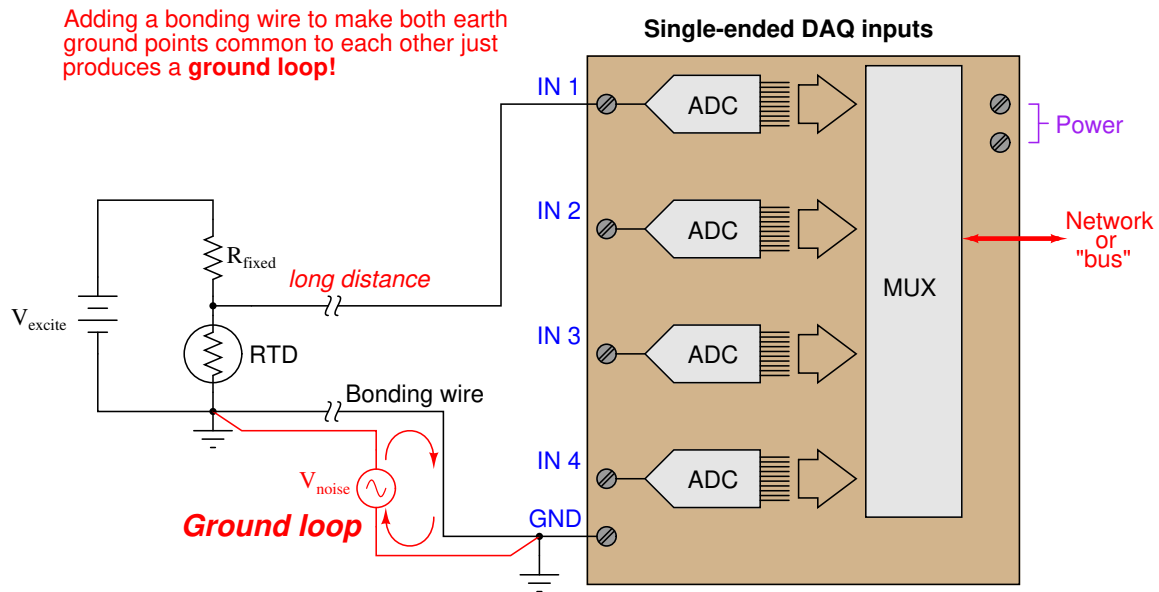 Adding a bonding wire to make both earth
ground points common to each other just
produces a ground loop!
Single-ended DAQ inputs
IN 1
ADC
Power
IN 2
ADC
Network
or
"bus"
Rfixed
long distance
MUX
Vexcite
IN 3
ADC
RTD
Bonding wire
IN 4
ADC
Vnoise
Ground loop
GND